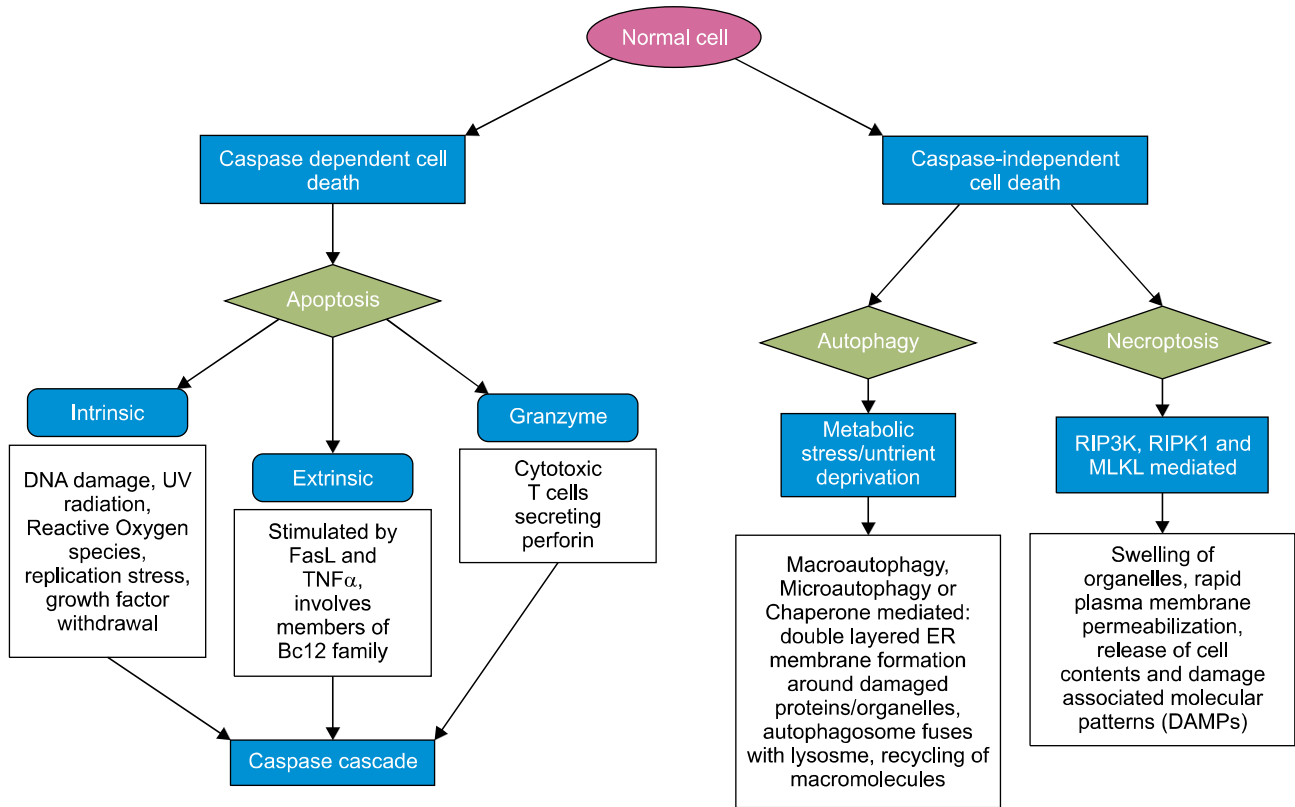 Normal cell
Caspase dependent cell
death
Caspase-independent
cell death
Apoptosis
Autophagy
Necroptosis
Intrinsic
DNA damage, UV
radiation,
Reactive Oxygen
species,
replication stress,
growth factor
withdrawal
Extrinsic
Stimulated by
FasL and
TNFα,
involves
members of
Bc12 family
Granzyme
Cytotoxic
T cells
secreting
perforin
Caspase cascade
Metabolic
stress/untrient
deprivation
Macroautophagy,
Microautophagy or
Chaperone mediated:
double layered ER
membrane formation
around damaged
proteins/organelles,
autophagosome fuses
with lysosme, recycling of
macromolecules
RIP3K, RIPK1 and
MLKL mediated
Swelling of
organelles, rapid
plasma membrane
permeabilization,
release of cell
contents and damage
associated molecular
patterns (DAMPs)